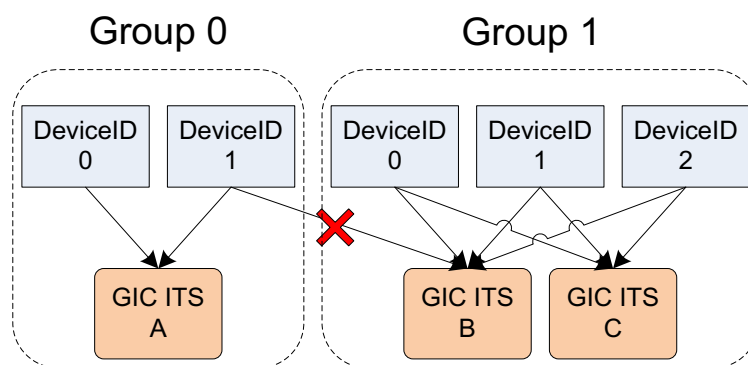 Group 0
Group 1
DeviceID
0
DeviceID
1
DeviceID
0
DeviceID
1
DeviceID
2
GIC ITS
A
GIC ITS
B
GIC ITS
C